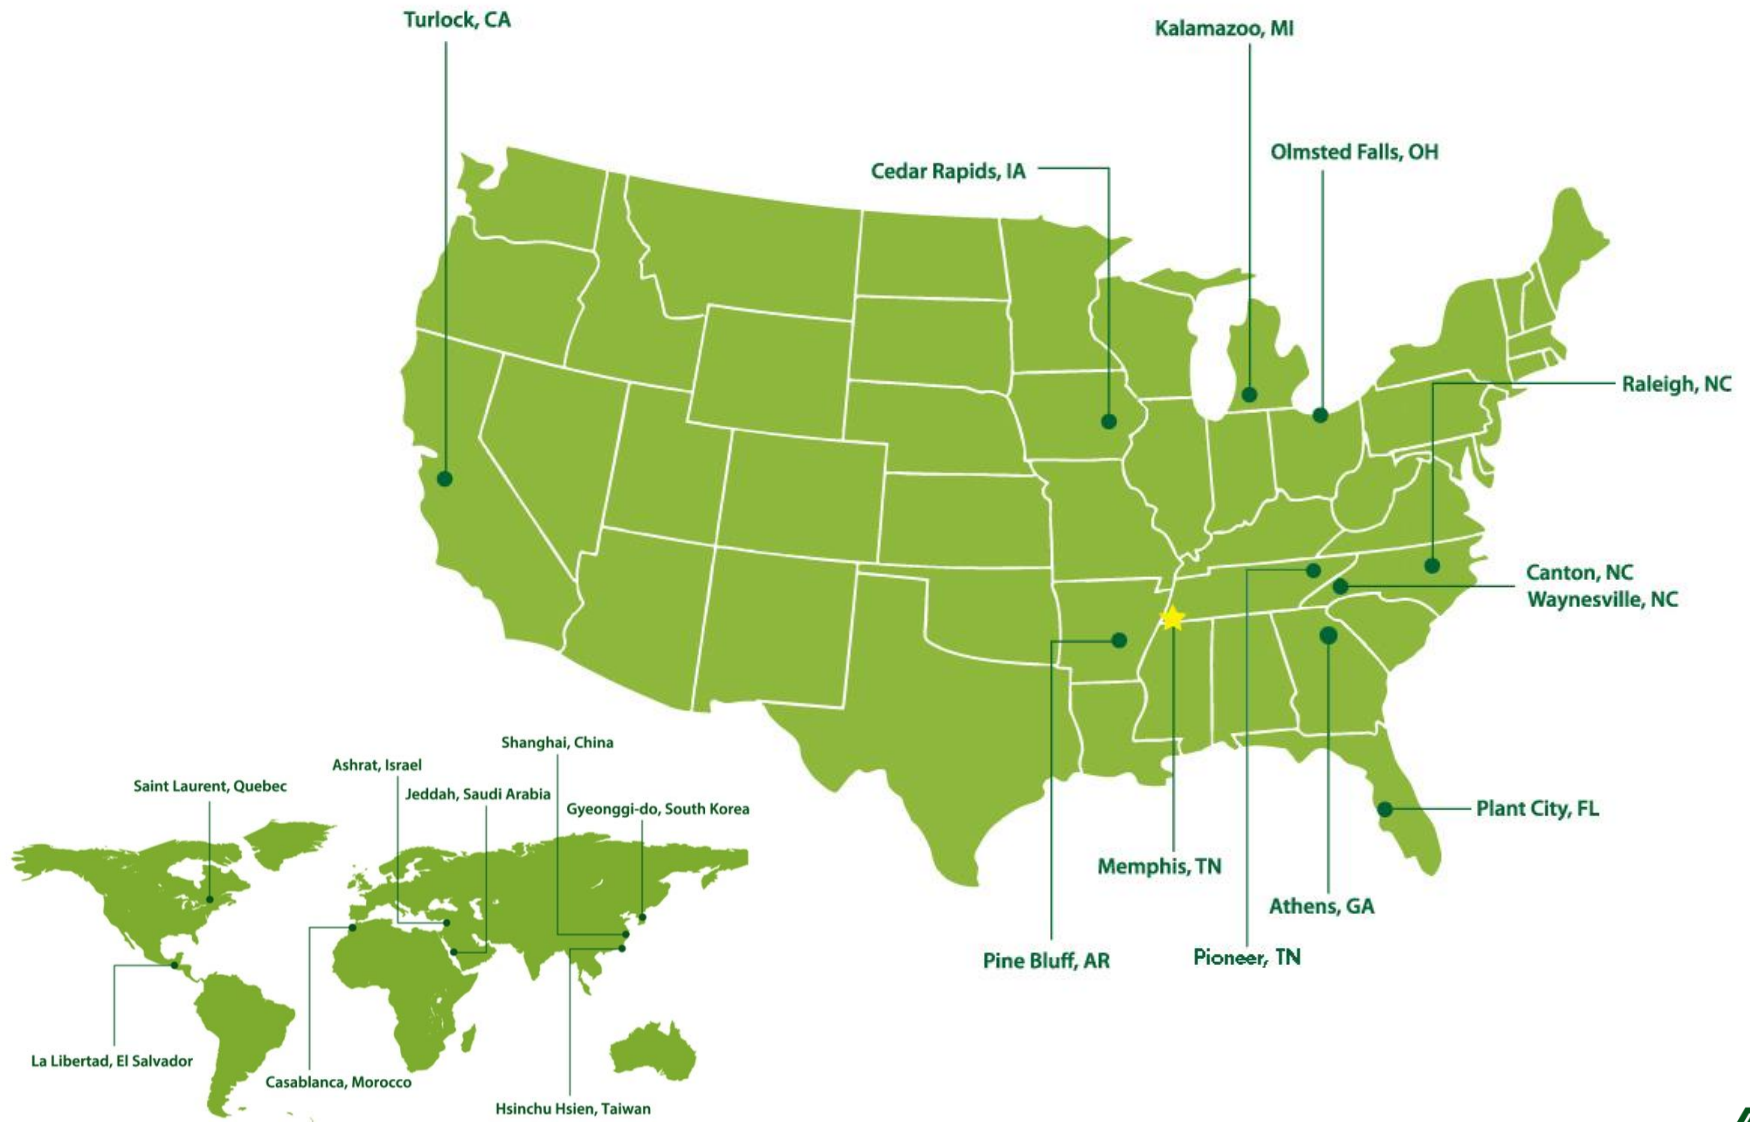 Turlock, CA
Kalamazoo, MI
Olmsted Falls, OH
Cedar Rapids, IA
Raleigh, NC
Canton, NC
Waynesville, NC
Plant City, FL
Memphis, TN
Athens, GA
Pine Bluff, AR
Pioneer, TN
Shanghai, China
Ashrat, Israel
Saint Laurent, Quebec
Jeddah, Saudi Arabia
Gyeonggi-do, South Korea
La Libertad, El Salvador
Casablanca, Morocco
Hsinchu Hsien, Taiwan